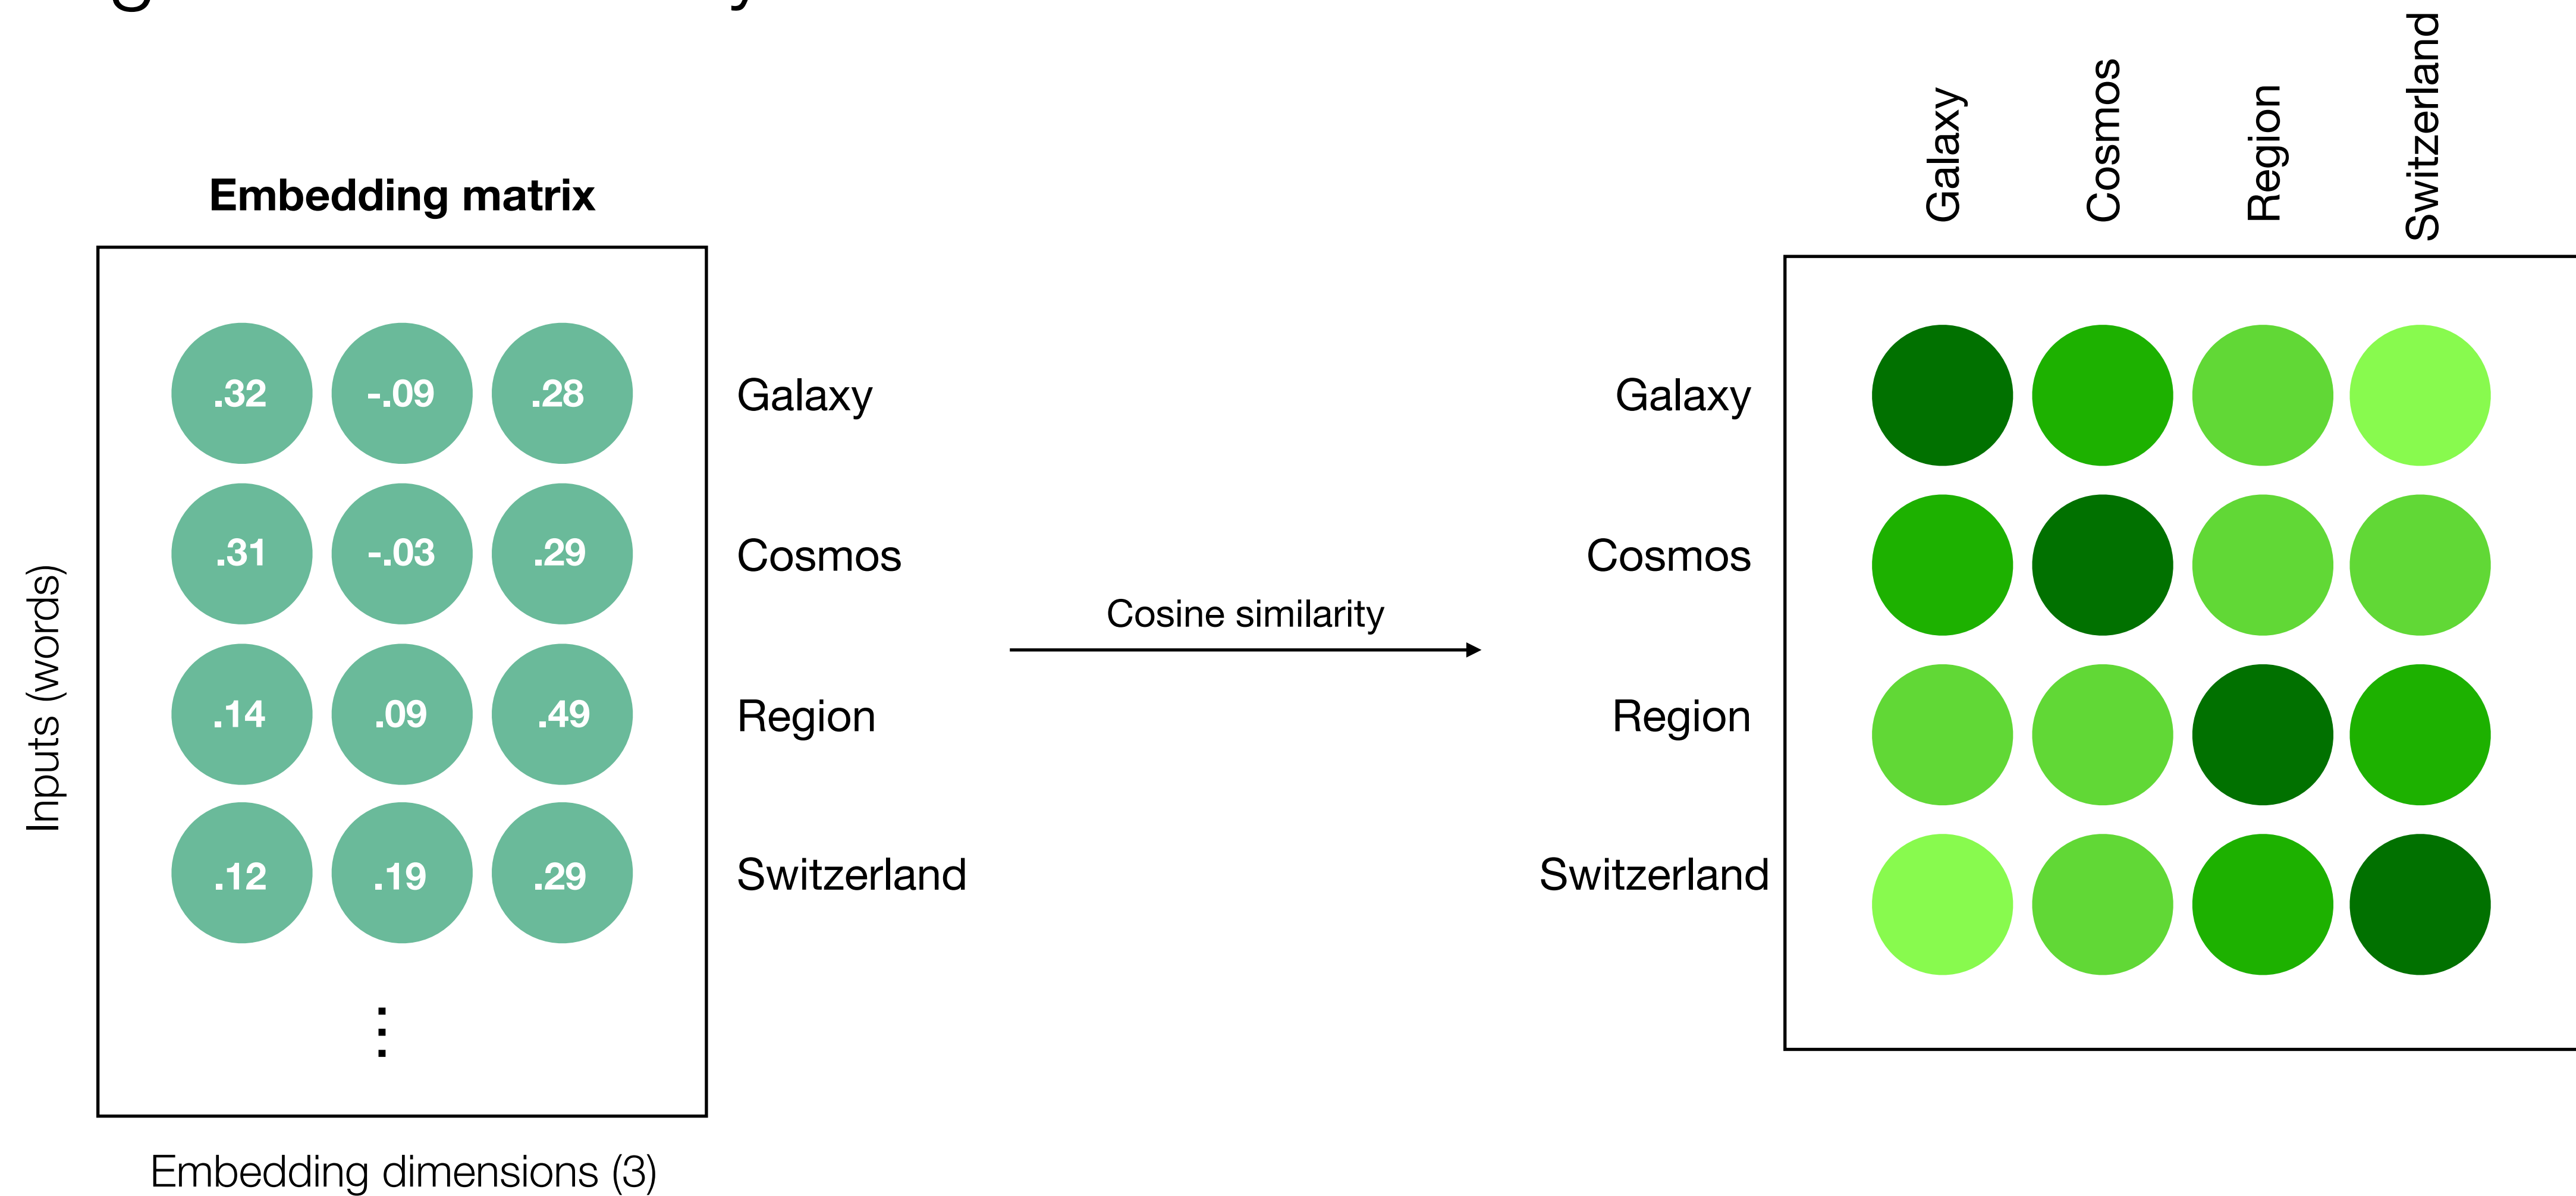 Galaxy
Cosmos
Region
Switzerland
Embedding matrix
.32 -.09 .28 Galaxy
.31 -.03 .29 Cosmos
.14 .09 .49 Region
.12 .19 .29 Switzerland
⋮
Inputs (words)
Embedding dimensions (3)
Cosine similarity
Galaxy
Cosmos
Region
Switzerland